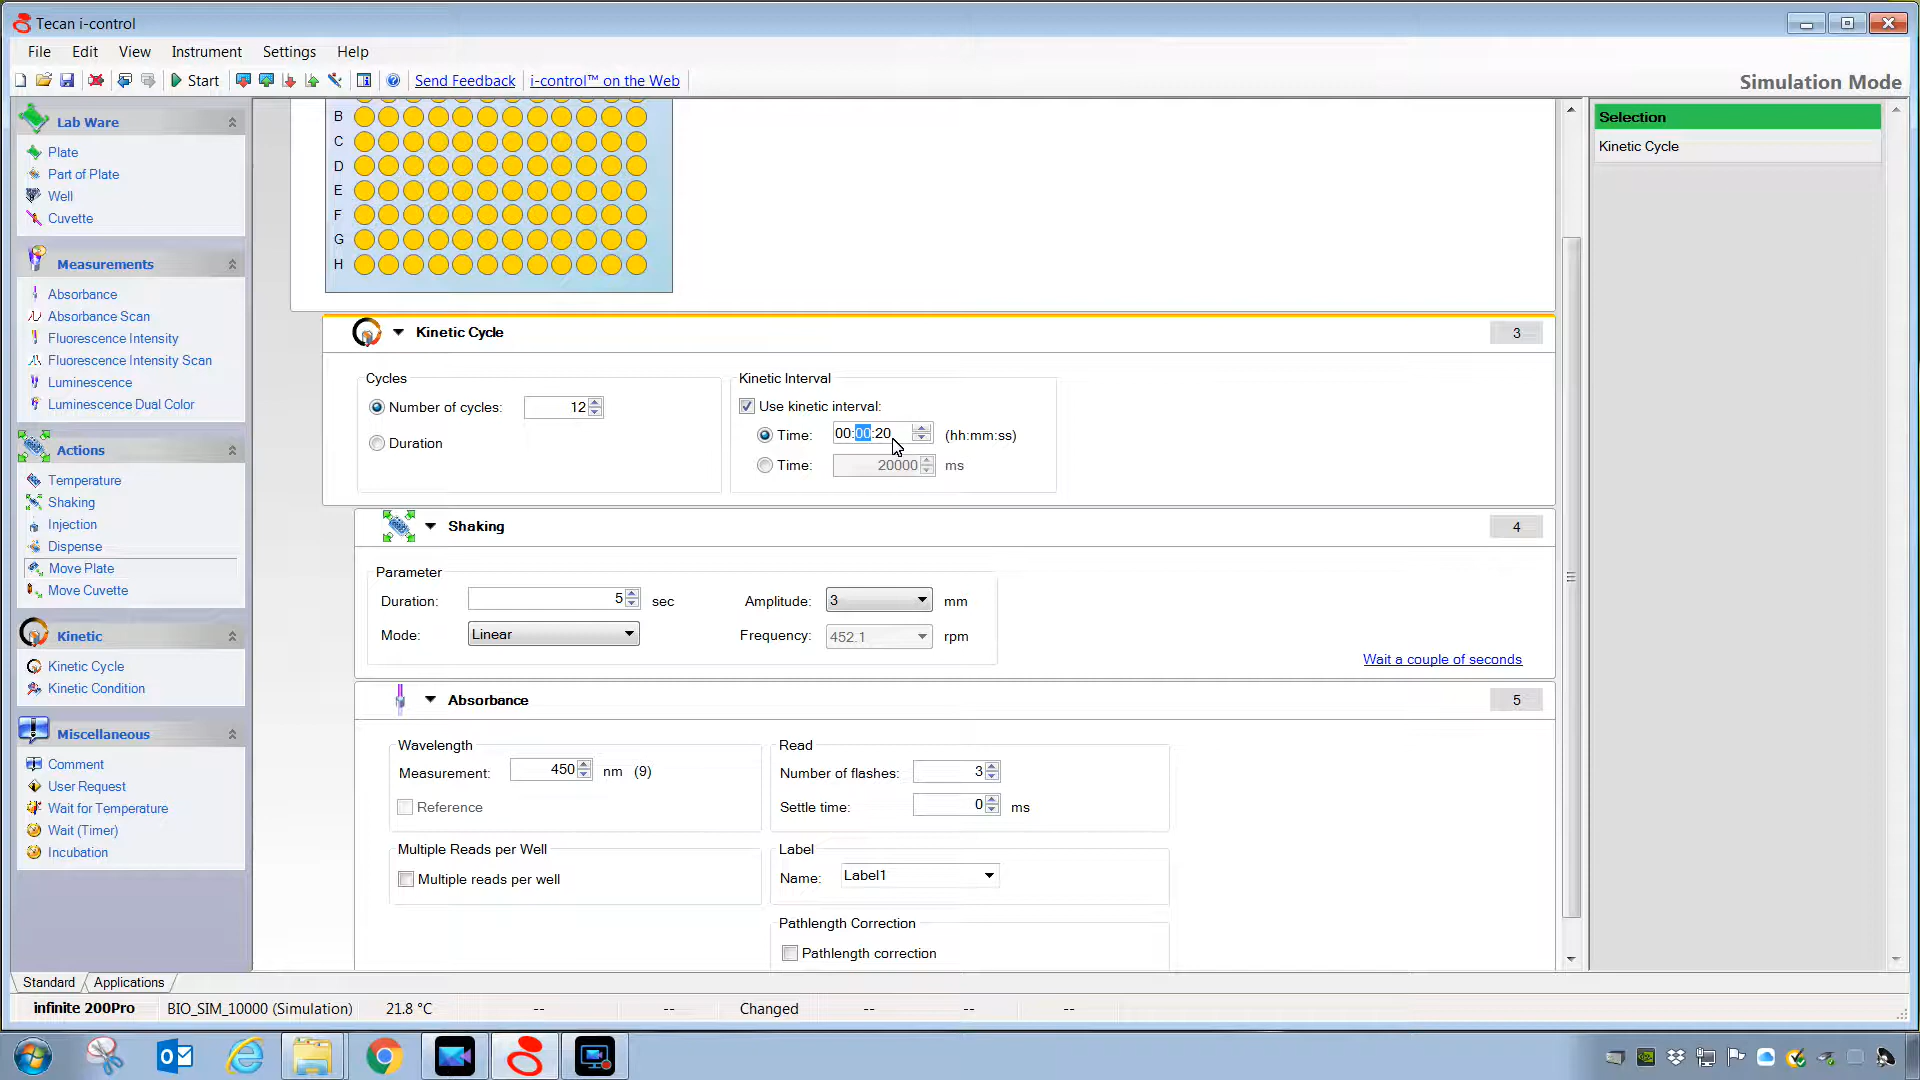 Tecan i-control
File Edit View Instrument Settings Help
Start Send Feedback i-control™ on the Web Simulation Mode
Lab Ware
Plate
Part of Plate
Well
Cuvette
Measurements
Absorbance
Absorbance Scan
Fluorescence Intensity
Fluorescence Intensity Scan
Luminescence
Luminescence Dual Color
Actions
Temperature
Shaking
Injection
Dispense
Move Plate
Move Cuvette
Kinetic
Kinetic Cycle
Kinetic Condition
Miscellaneous
Comment
User Request
Wait for Temperature
Wait (Timer)
Incubation
Standard Applications
B
C
D
E
F
G
H
Kinetic Cycle 3
Cycles
Number of cycles: 12
Duration
Kinetic Interval
Use kinetic interval:
Time: 00:00:20 (hh:mm:ss)
Time: 20000 ms
Shaking 4
Parameter
Duration: 5 sec Amplitude: 3 mm
Mode: Linear Frequency: 452.1 rpm
Wait a couple of seconds
Absorbance 5
Wavelength
Measurement: 450 nm (9)
Reference
Read
Number of flashes: 3
Settle time: 0 ms
Multiple Reads per Well
Multiple reads per well
Label
Name: Label1
Pathlength Correction
Pathlength correction
Selection
Kinetic Cycle
infinite 200Pro BIO_SIM_10000 (Simulation) 21.8 °C -- -- Changed -- -- --